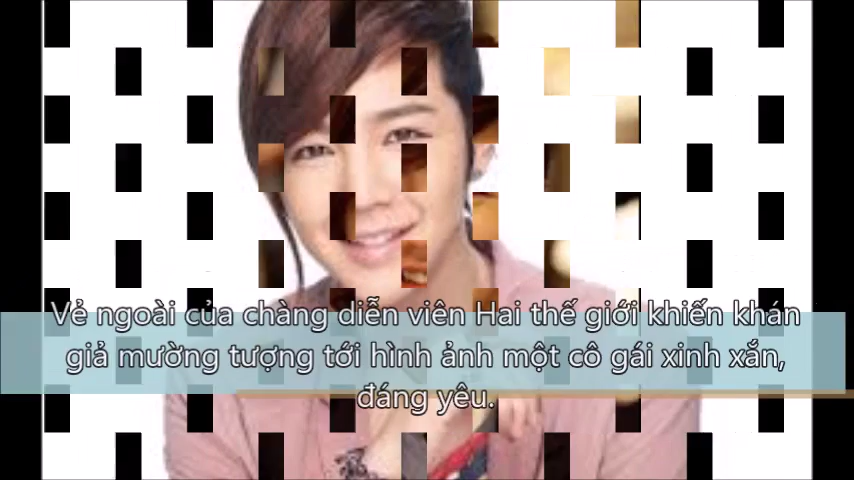 Vẻ ngoài của chàng diễn viên Hai thế giới khiến khán
giả mường tượng tới hình ảnh một cô gái xinh xắn,
đáng yêu.